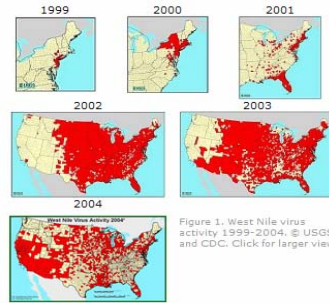 1999
2000
2001
2002
2003
2004
West Nile Virus Activity 2004*
Figure 1. West Nile virus
activity 1999-2004. © USGS
and CDC. Click for larger view